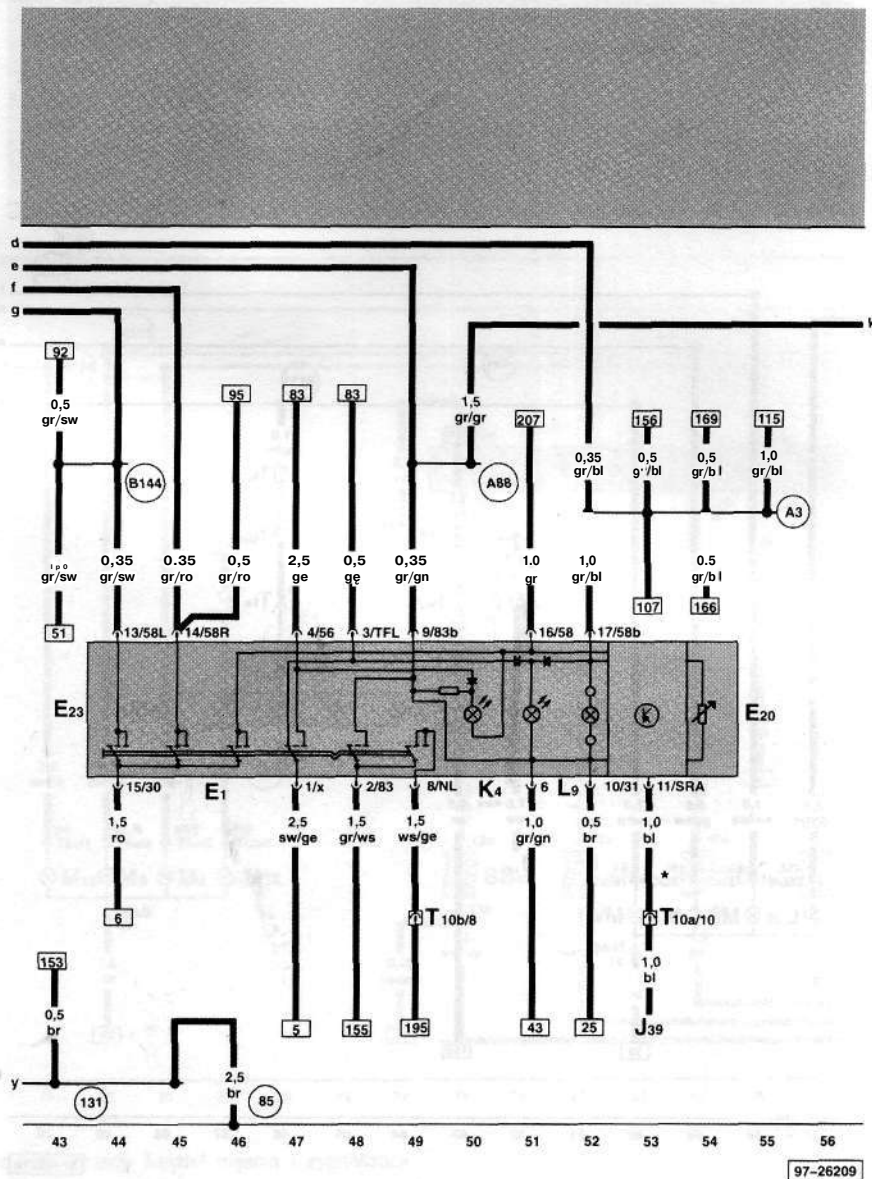 d
e
f
g
k
92
95
83
83
0,5
gr/sw
1,5
gr/gr
207
156
169
115
0,35
gr/bl
0,5
0,5
gr/bl
1,0
gr/bl
B144
A88
A3
gr/sw
0,35
gr/sw
0.35
gr/ro
0,5
gr/ro
2,5
ge
0,5
gę
0,35
gr/gn
1.0
gr
1,0
gr/bl
0.5
gr/bl
51
107
166
13/58L
14/58R
4/56
3/TFL
9/83b
16/58
17/58b
E23
E20
15/30
E1
1/x
2/83
8/NL
K4
6
L9
10/31
11/SRA
1,5
ro
2,5
sw/ge
1,5
gr/ws
1,5
ws/ge
1,0
gr/gn
0,5
br
1,0
bl
*
6
T10b/8
T10a/10
153
0,5
br
1,0
bl
5
155
195
43
25
J39
y
131
2,5
br
85
43 44 45 46 47 48 49 50 51 52 53 54 55 56
97-26209